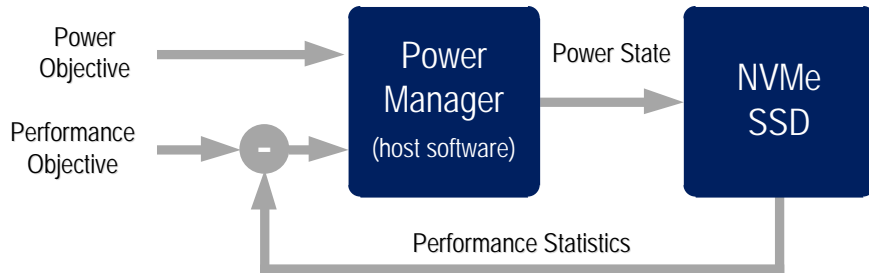 Power
Objective
Performance
Objective
-
Power
Manager
(host software)
Power State
NVMe
SSD
Performance Statistics